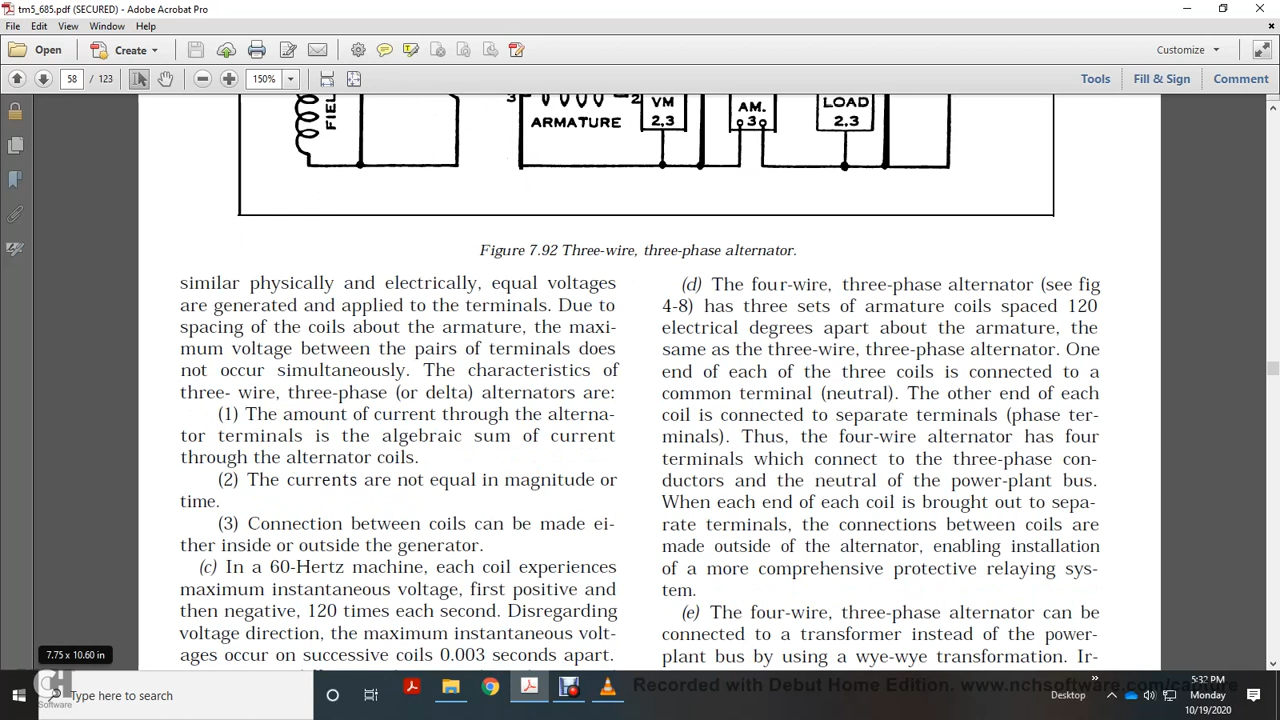 tm5_685.pdf (SECURED) - Adobe Acrobat Pro
File Edit View Window Help
Open Create Customize
58 / 123 150% Tools Fill & Sign Comment
FIEL
3 2
ARMATURE
VM
2,3
AM.
3
LOAD
2,3
Figure 7.92 Three-wire, three-phase alternator.
similar physically and electrically, equal voltages
are generated and applied to the terminals. Due to
spacing of the coils about the armature, the maxi-
mum voltage between the pairs of terminals does
not occur simultaneously. The characteristics of
three- wire, three-phase (or delta) alternators are:
(1) The amount of current through the alterna-
tor terminals is the algebraic sum of current
through the alternator coils.
(2) The currents are not equal in magnitude or
time.
(3) Connection between coils can be made ei-
ther inside or outside the generator.
(c) In a 60-Hertz machine, each coil experiences
maximum instantaneous voltage, first positive and
then negative, 120 times each second. Disregarding
voltage direction, the maximum instantaneous volt-
ages occur on successive coils 0.003 seconds apart.
(d) The four-wire, three-phase alternator (see fig
4-8) has three sets of armature coils spaced 120
electrical degrees apart about the armature, the
same as the three-wire, three-phase alternator. One
end of each of the three coils is connected to a
common terminal (neutral). The other end of each
coil is connected to separate terminals (phase ter-
minals). Thus, the four-wire alternator has four
terminals which connect to the three-phase con-
ductors and the neutral of the power-plant bus.
When each end of each coil is brought out to sepa-
rate terminals, the connections between coils are
made outside of the alternator, enabling installation
of a more comprehensive protective relaying sys-
tem.
(e) The four-wire, three-phase alternator can be
connected to a transformer instead of the power-
plant bus by using a wye-wye transformation. Ir-
7.75 x 10.60 in
Software
Type here to search
Recorded with Debut Home Edition. www.nchsoftware.com/capture
Desktop
5:32 PM
Monday
10/19/2020